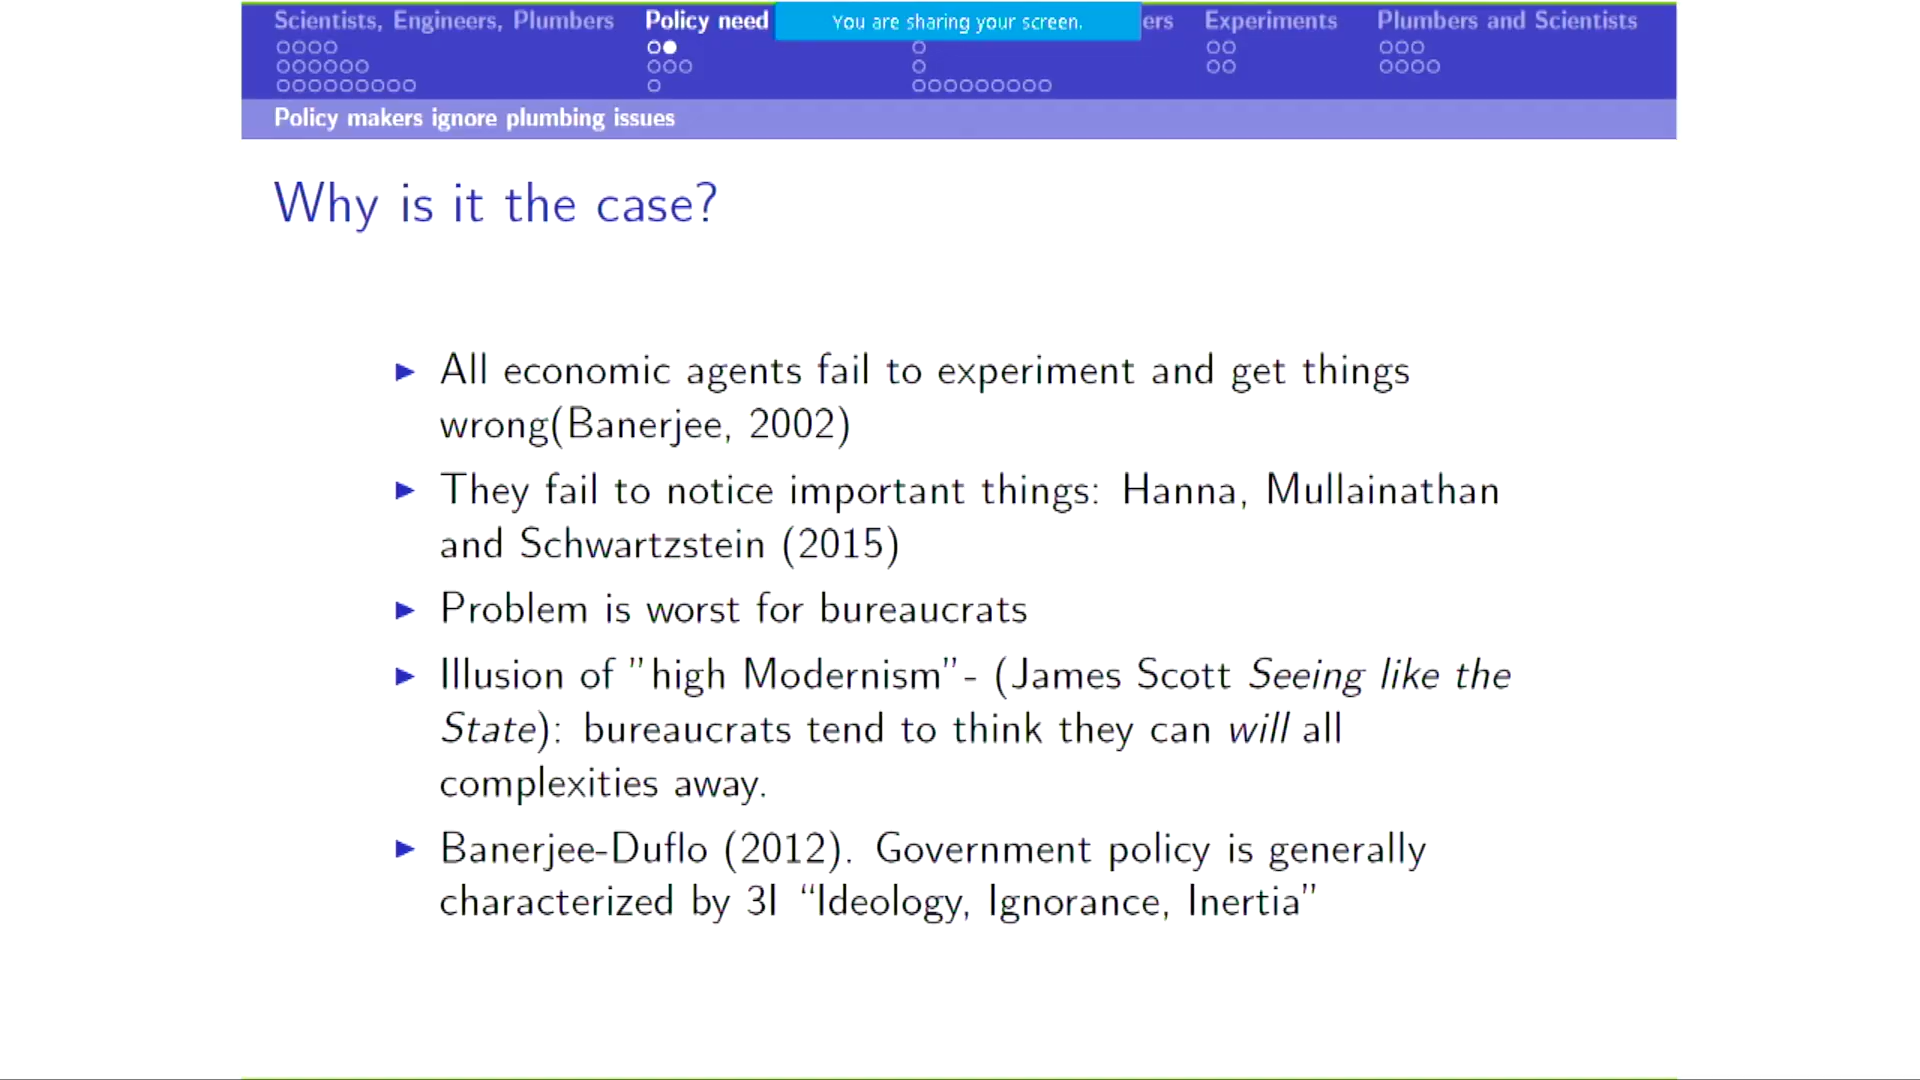 Scientists, Engineers, Plumbers Policy need You are sharing your screen. ers Experiments Plumbers and Scientists
Policy makers ignore plumbing issues
Why is it the case?
All economic agents fail to experiment and get things
wrong(Banerjee, 2002)
They fail to notice important things: Hanna, Mullainathan
and Schwartzstein (2015)
Problem is worst for bureaucrats
Illusion of "high Modernism"- (James Scott Seeing like the
State): bureaucrats tend to think they can will all
complexities away.
Banerjee-Duflo (2012). Government policy is generally
characterized by 3I “Ideology, Ignorance, Inertia”